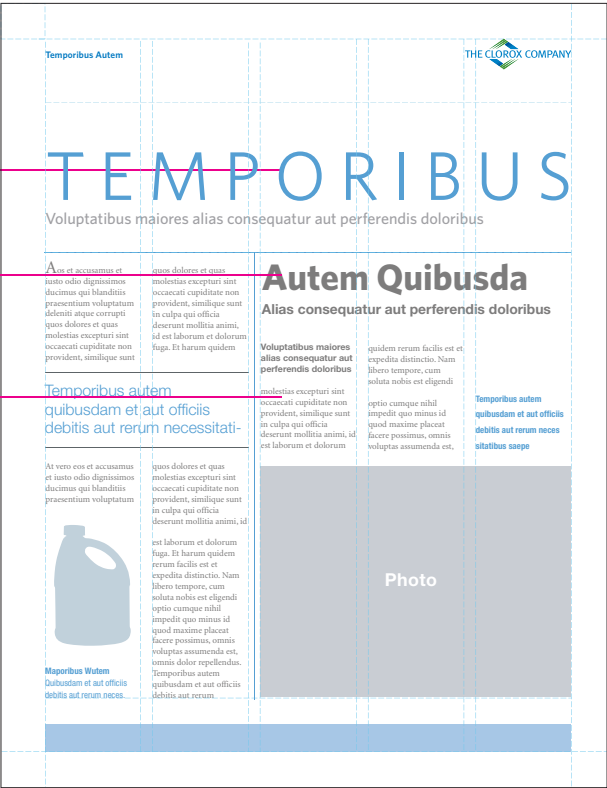 Temporibus Autem
THE CLOROX COMPANY
TEMPORIBUS
Voluptatibus maiores alias consequatur aut perferendis doloribus
Aos et accusamus et
iusto odio dignissimos
ducimus qui blanditiis
praesentium voluptatum
deleniti atque corrupti
quos dolores et quas
molestias excepturi sint
occaecati cupiditate non
provident, similique sunt
quos dolores et quas
molestias excepturi sint
occaecati cupiditate non
provident, similique sunt
in culpa qui officia
deserunt mollitia animi,
id est laborum et dolorum
fuga. Et harum quidem
Temporibus autem
quibusdam et aut officiis
debitis aut rerum necessitati-
At vero eos et accusamus
et iusto odio dignissimos
ducimus qui blanditiis
praesentium voluptatum
Maporibus Wutem
Quibusdam et aut officiis
debitis aut rerum neces
quos dolores et quas
molestias excepturi sint
occaecati cupiditate non
provident, similique sunt
in culpa qui officia
deserunt mollitia animi, id
est laborum et dolorum
fuga. Et harum quidem
rerum facilis est et
expedita distinctio. Nam
libero tempore, cum
soluta nobis est eligendi
optio cumque nihil
impedit quo minus id
quod maxime placeat
facere possimus, omnis
voluptas assumenda est,
omnis dolor repellendus.
Temporibus autem
quibusdam et aut officiis
debitis aut rerum
Autem Quibusda
Alias consequatur aut perferendis doloribus
Voluptatibus maiores
alias consequatur aut
perferendis doloribus
molestias excepturi sint
occaecati cupiditate non
provident, similique sunt
in culpa qui officia
deserunt mollitia animi, id
est laborum et dolorum
quidem rerum facilis est et
expedita distinctio. Nam
libero tempore, cum
soluta nobis est eligendi
optio cumque nihil
impedit quo minus id
quod maxime placeat
facere possimus, omnis
voluptas assumenda est,
Temporibus autem
quibusdam et aut officiis
debitis aut rerum neces
sitatibus saepe
Photo